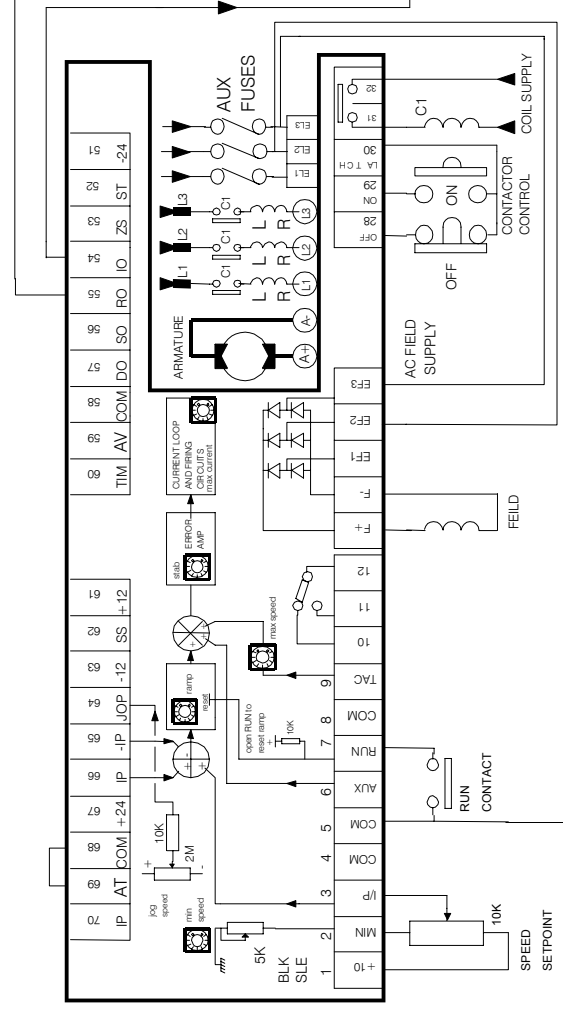 51
-24
52
ST
53
ZS
54
IO
55
RO
56
SO
57
DO
58
COM
59
AV
60
TIM
61
+12
62
SS
63
-12
64
JOP
65
-IP
66
IP
67
+24
68
COM
69
AT
70
IP
AUX
FUSES
EL3
EL2
EL1
L3
C1
L
R
L3
L2
C1
L
R
L2
L1
C1
L
R
L1
ARMATURE
A-
A+
CURRENT LOOP
AND FIRING
CIRCUITS
max current
stab
ERROR
AMP
ramp
reset
max speed
open RUN to
reset ramp
10K
10K
2M
jog
speed
min
speed
5K
BLK
SLE
+ -
+
+ + + +
+
-
32
31
30
LATCH
29
ON
28
OFF
EF3
EF2
EF1
F-
F+
12
11
10
9
TAC
8
COM
7
RUN
6
AUX
5
COM
4
COM
3
I/P
2
MIN
1
+10
C1
COIL SUPPLY
ON
OFF
CONTACTOR
CONTROL
AC FIELD
SUPPLY
FEILD
RUN
CONTACT
10K
SPEED
SETPOINT